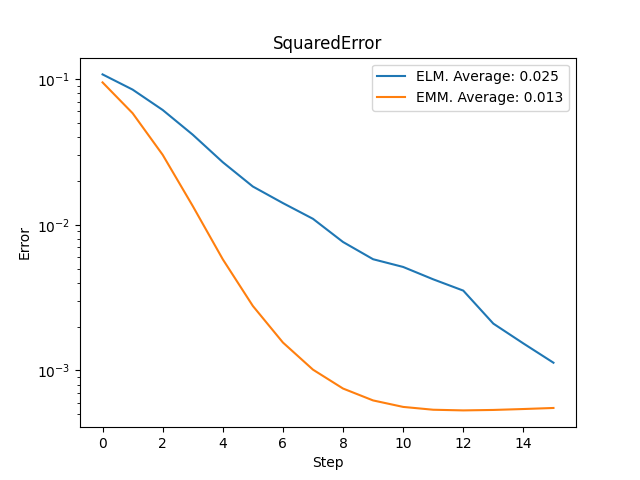 SquaredError
ELM. Average: 0.025
EMM. Average: 0.013
10⁻¹
10⁻²
10⁻³
Error
0 2 4 6 8 10 12 14
Step